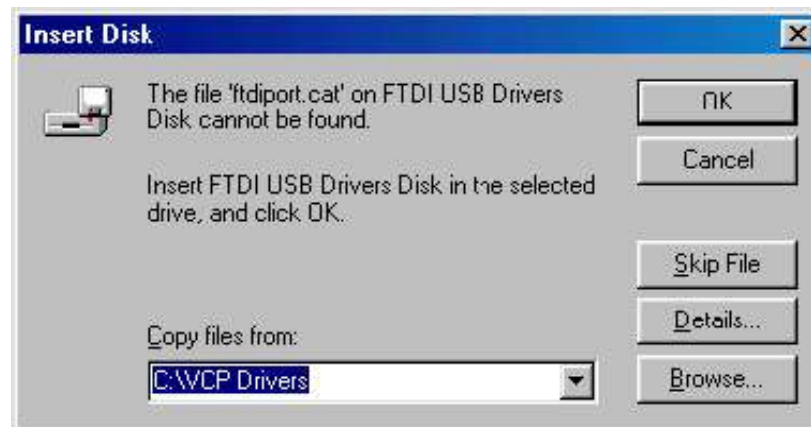 Insert Disk
The file 'ftdiport.cat' on FTDI USB Drivers
Disk cannot be found.
Insert FTDI USB Drivers Disk in the selected
drive, and click OK.
Copy files from:
C:\VCP Drivers
OK
Cancel
Skip File
Details...
Browse...